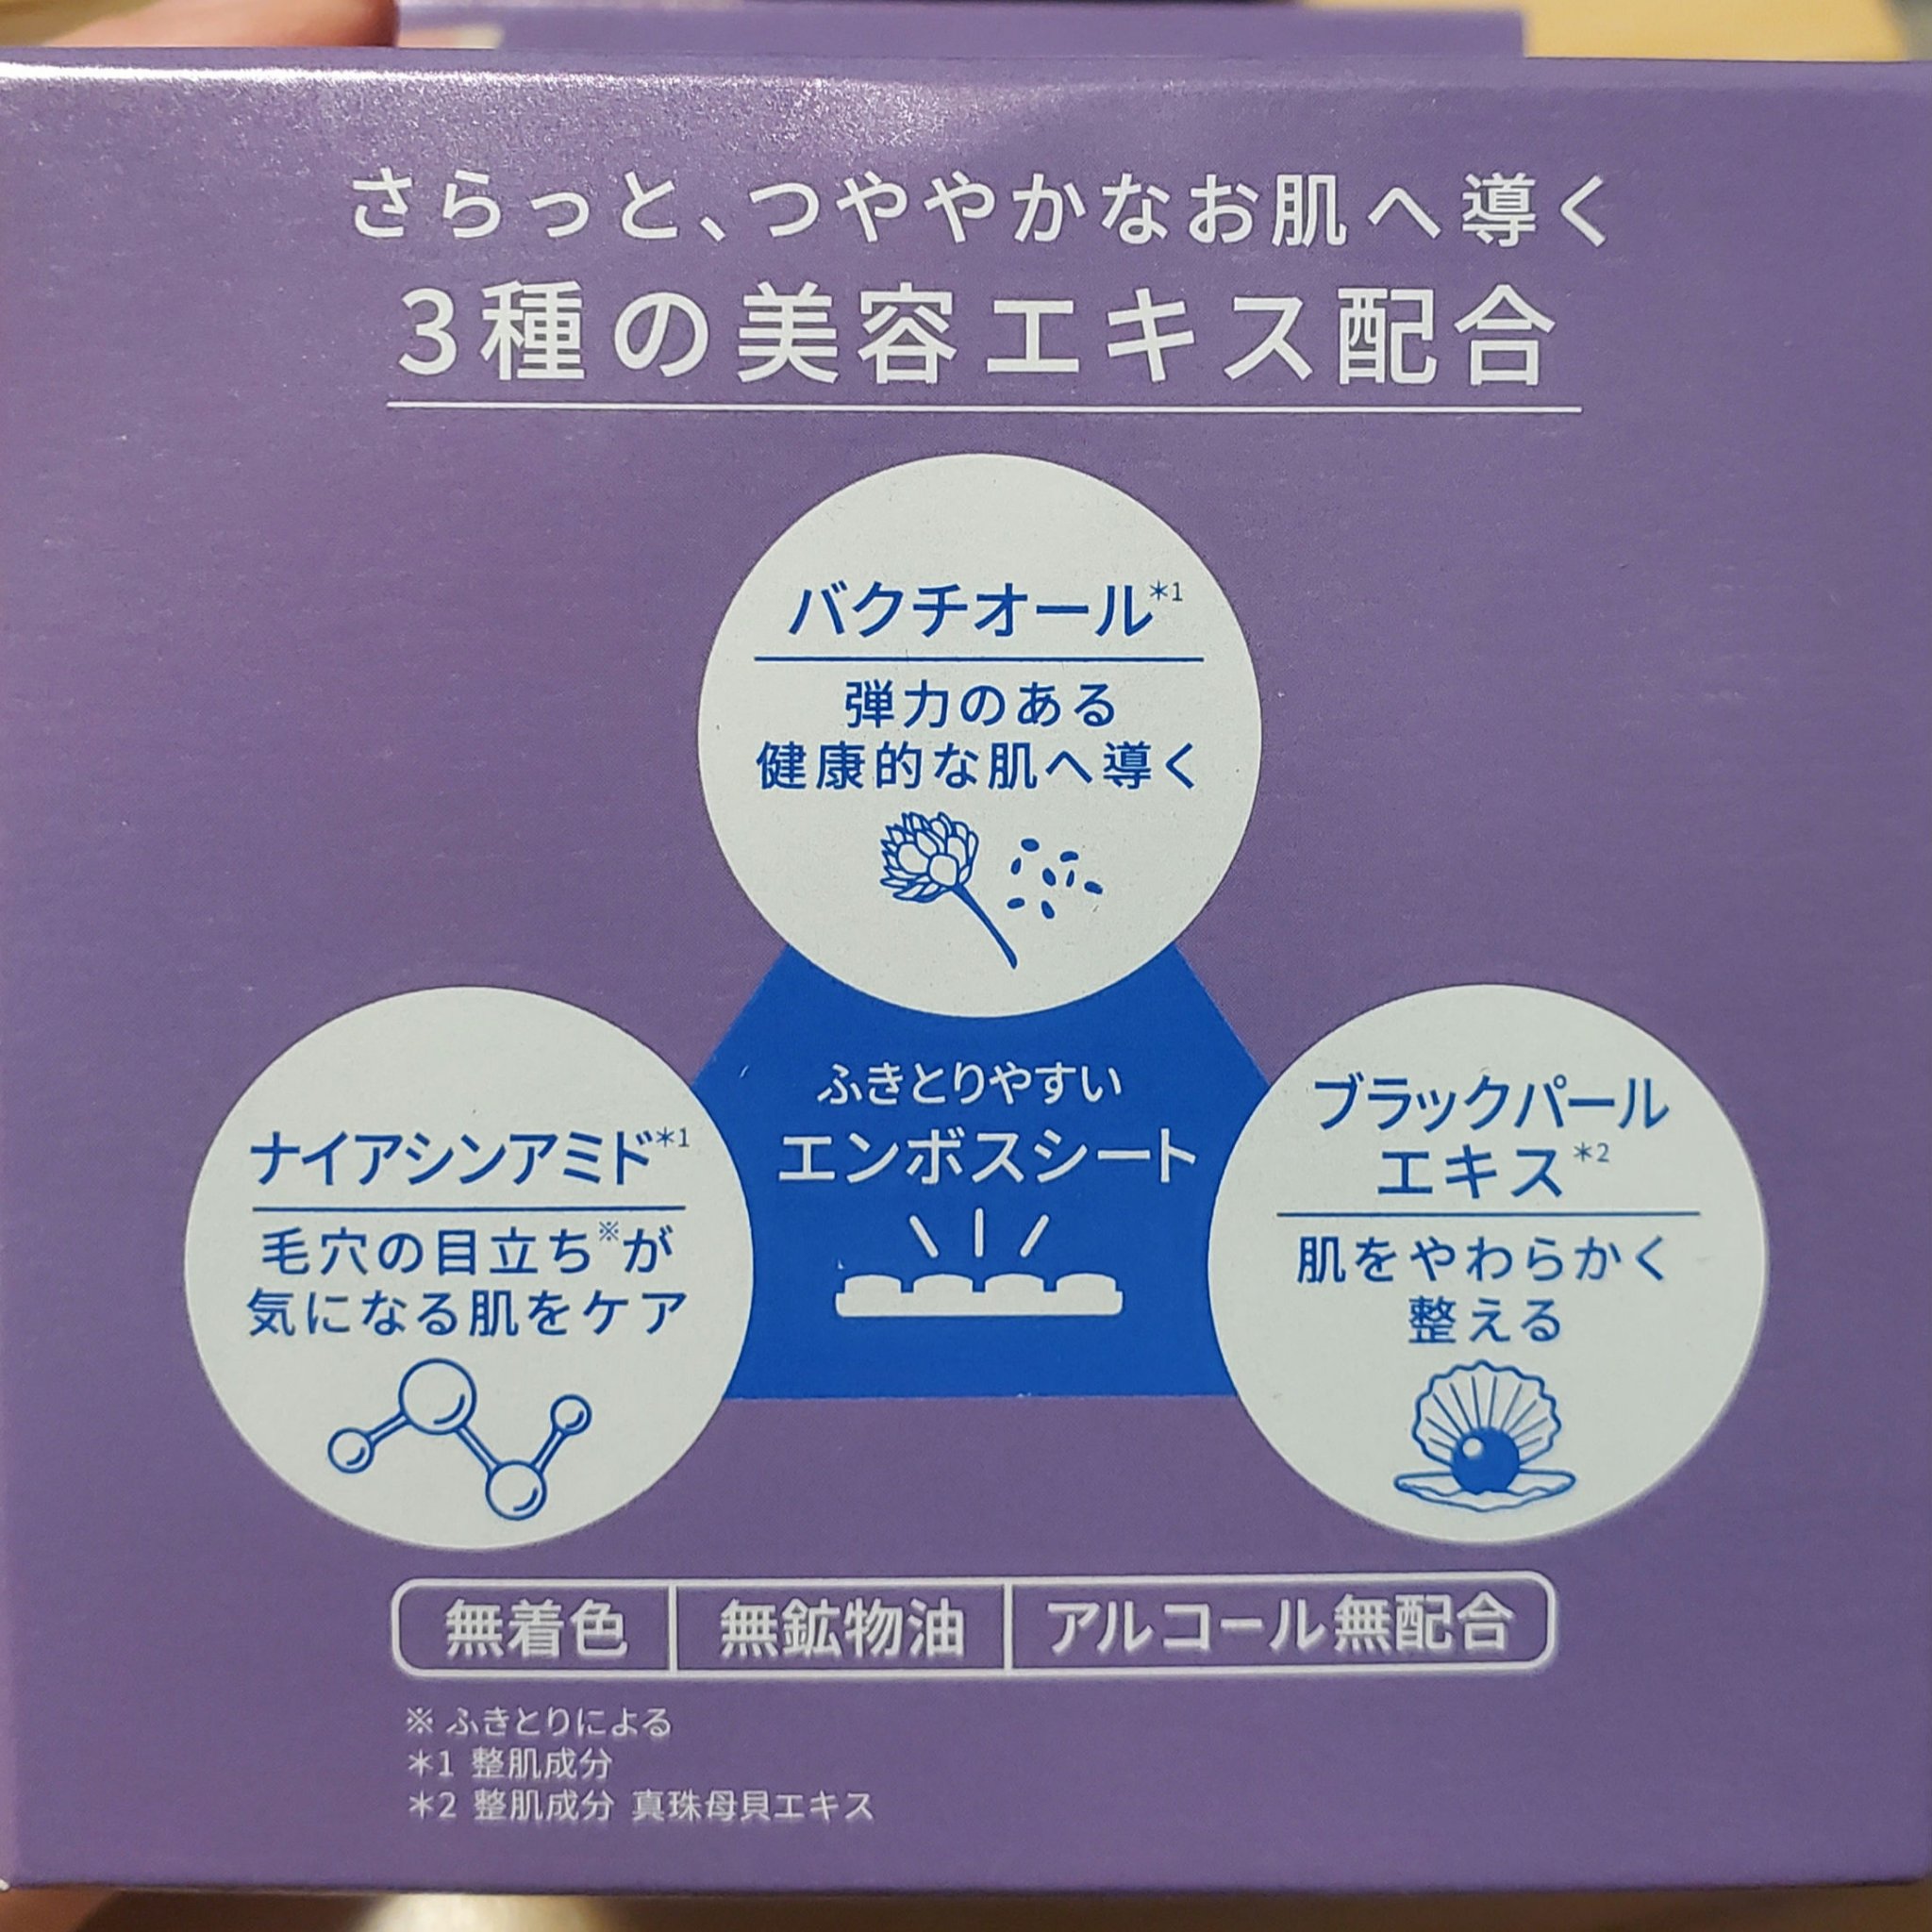 さらっと、つややかなお肌へ導く
3種の美容エキス配合
バクチオール*1
弾力のある
健康的な肌へ導く
ふきとりやすい
エンボスシート
ナイアシンアミド*1
毛穴の目立ち※が
気になる肌をケア
ブラックパール
エキス*2
肌をやわらかく
整える
無着色
無鉱物油
アルコール無配合
※ ふきとりによる
*1 整肌成分
*2 整肌成分 真珠母貝エキス